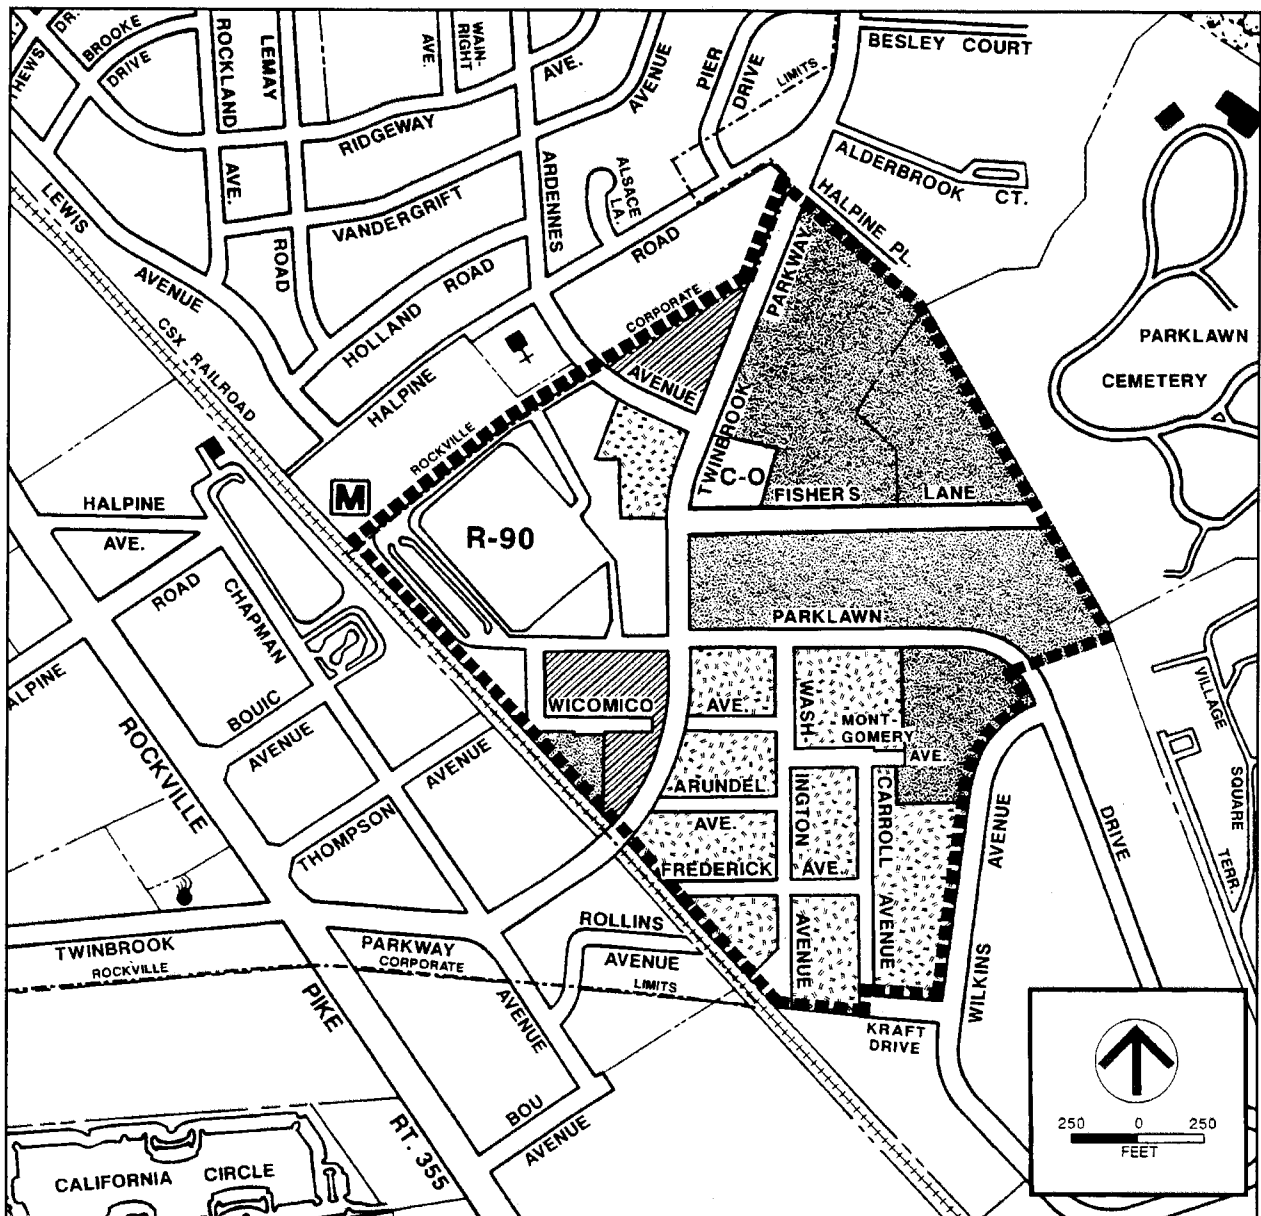 THEWS
DR.
BROOKE
DRIVE
ROCKLAND
AVE.
LEMAY
ROAD
AVE.
WAIN-
RIGHT
AVE.
AVENUE
PIER
DRIVE
LIMITS
BESLEY COURT
RIDGEWAY
VANDERGRIFT
ARDENNES
ALSACE
LA.
ALDERBROOK
CT.
HALPINE PL.
LEWIS
AVENUE
CSX RAILROAD
HOLLAND ROAD
HALPINE
ROAD
ROCKVILLE
CORPORATE
AVENUE
TWINBROOK
PARKWAY
PARKLAWN
CEMETERY
M
R-90
C-O
FISHERS LANE
HALPINE
AVE.
ROAD
CHAPMAN
AVENUE
BOUIC
AVENUE
ALPINE
ROCKVILLE
PIKE
THOMPSON
PARKLAWN
DRIVE
WICOMICO
AVE.
WASH-
INGTON
AVENUE
MONT-
GOMERY
AVE.
ARUNDEL
AVE.
CARROLL
AVENUE
FREDERICK
AVE.
VILLAGE
SQUARE
TERR.
WILKINS
AVENUE
ROLLINS
AVENUE
TWINBROOK
PARKWAY
ROCKVILLE
CORPORATE
LIMITS
AVENUE
KRAFT
DRIVE
BOU
AVENUE
RT. 355
CALIFORNIA CIRCLE
250 0 250
FEET